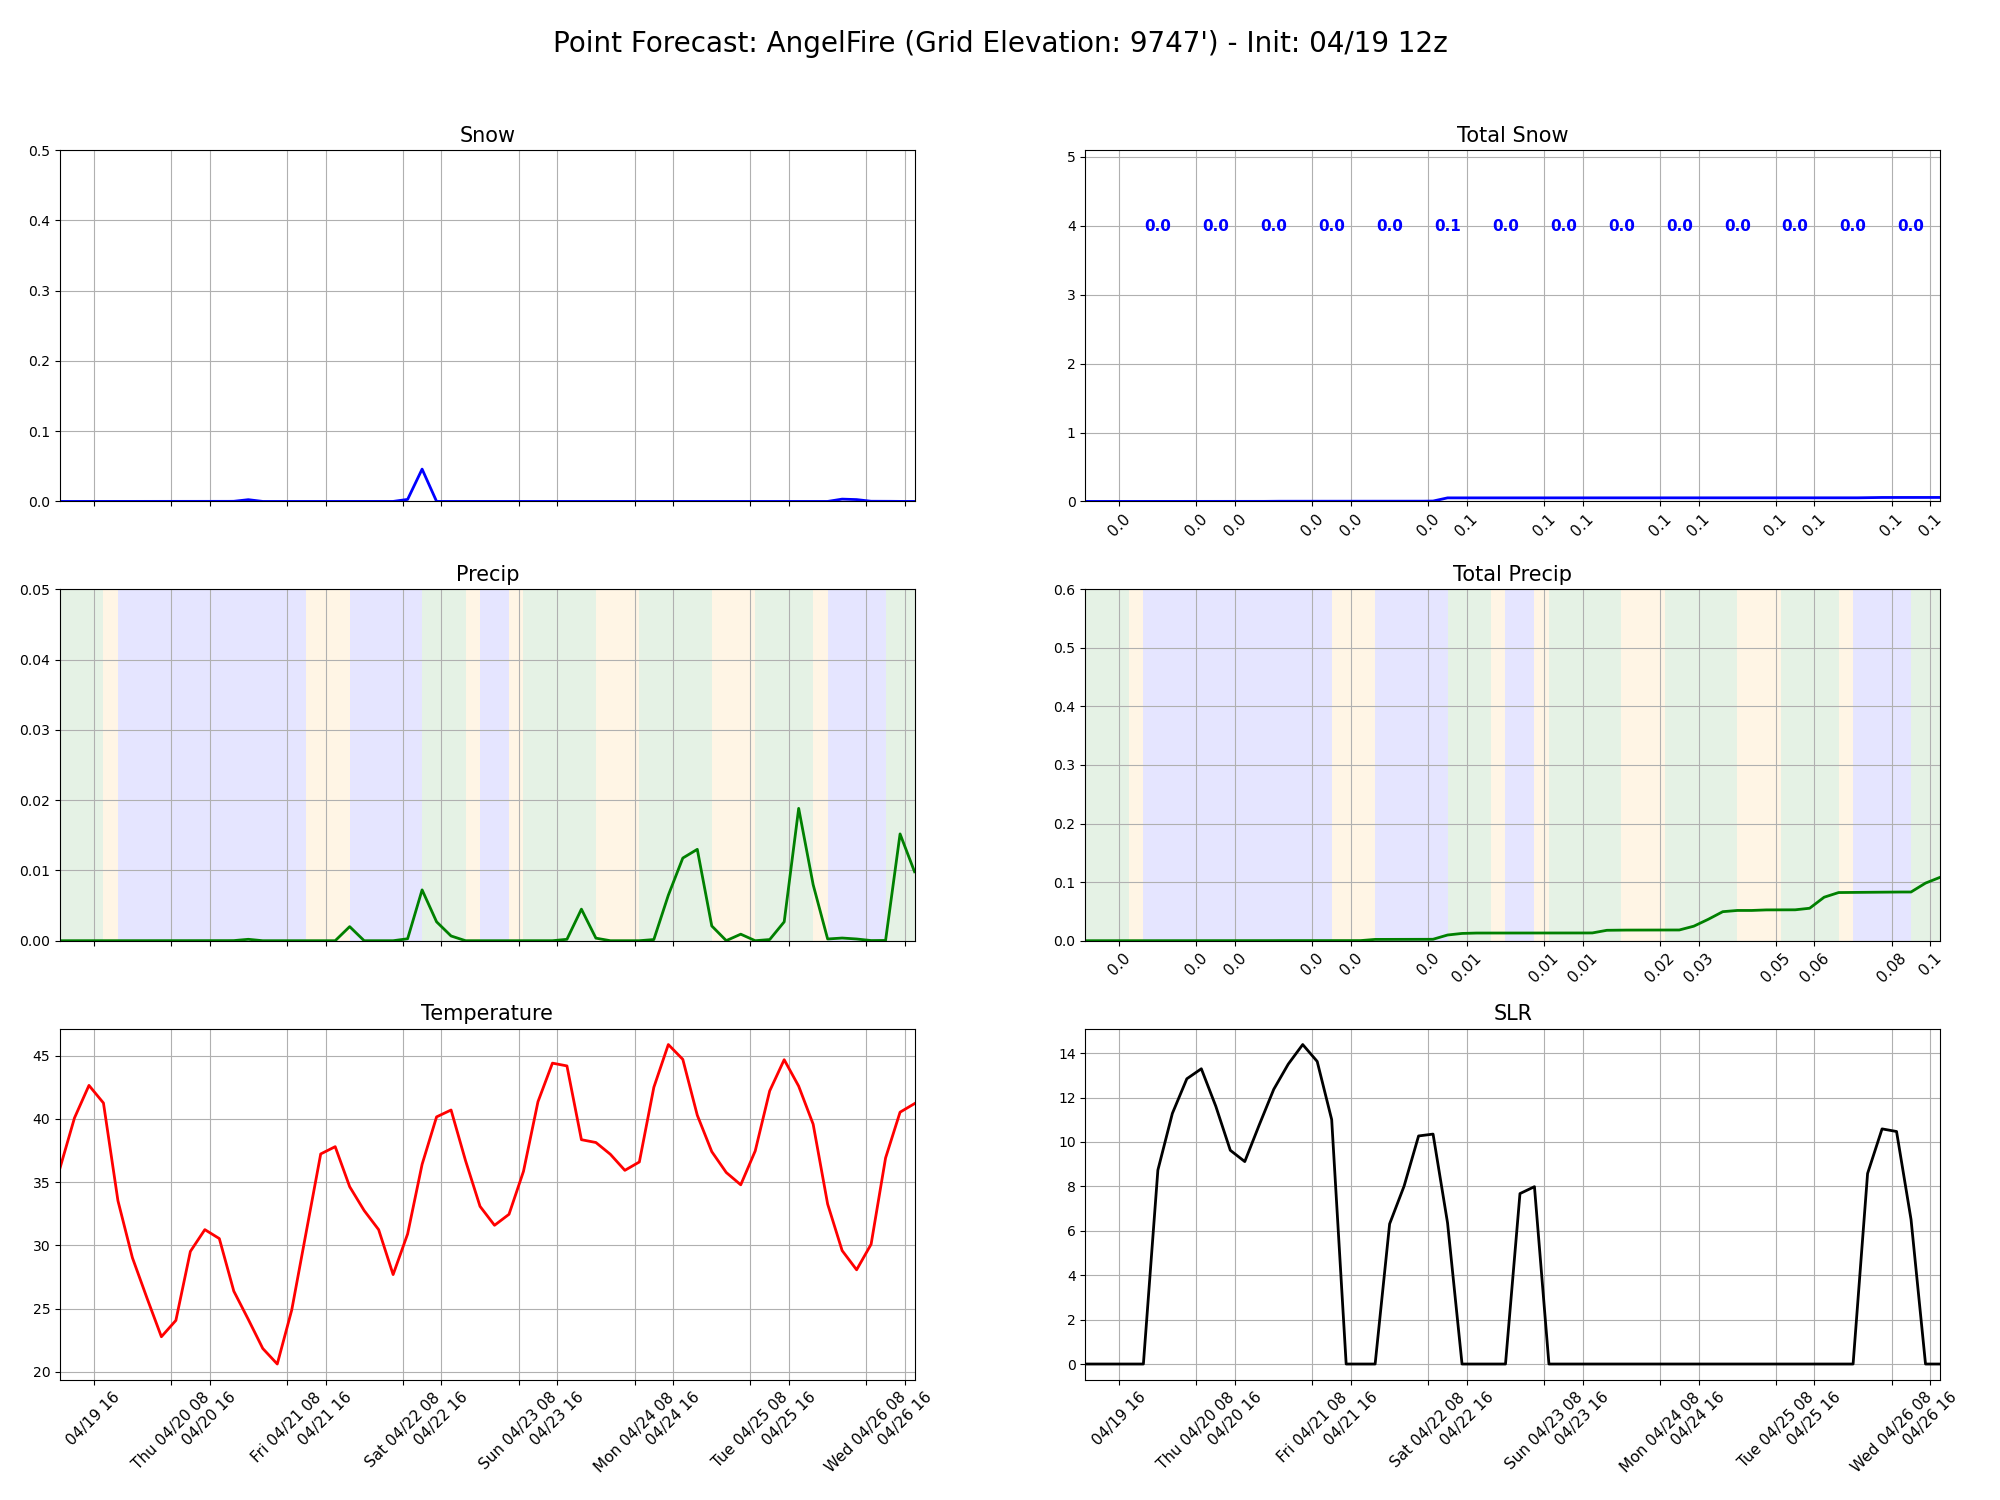 Point Forecast: AngelFire (Grid Elevation: 9747') - Init: 04/19 12z
Snow
0.5
0.4
0.3
0.2
0.1
0.0
Total Snow
5
4
3
2
1
0
0.0 0.0 0.0 0.0 0.0 0.1 0.0 0.0 0.0 0.0 0.0 0.0 0.0 0.0
0.0 0.0 0.0 0.0 0.0 0.0 0.1 0.1 0.1 0.1 0.1 0.1 0.1 0.1 0.1
Precip
0.05
0.04
0.03
0.02
0.01
0.00
Total Precip
0.6
0.5
0.4
0.3
0.2
0.1
0.0
0.0 0.0 0.0 0.0 0.0 0.0 0.01 0.01 0.01 0.02 0.03 0.05 0.06 0.08 0.1
Temperature
45
40
35
30
25
20
04/19 16
Thu 04/20 08
04/20 16
Fri 04/21 08
04/21 16
Sat 04/22 08
04/22 16
Sun 04/23 08
04/23 16
Mon 04/24 08
04/24 16
Tue 04/25 08
04/25 16
Wed 04/26 08
04/26 16
SLR
14
12
10
8
6
4
2
0
04/19 16
Thu 04/20 08
04/20 16
Fri 04/21 08
04/21 16
Sat 04/22 08
04/22 16
Sun 04/23 08
04/23 16
Mon 04/24 08
04/24 16
Tue 04/25 08
04/25 16
Wed 04/26 08
04/26 16